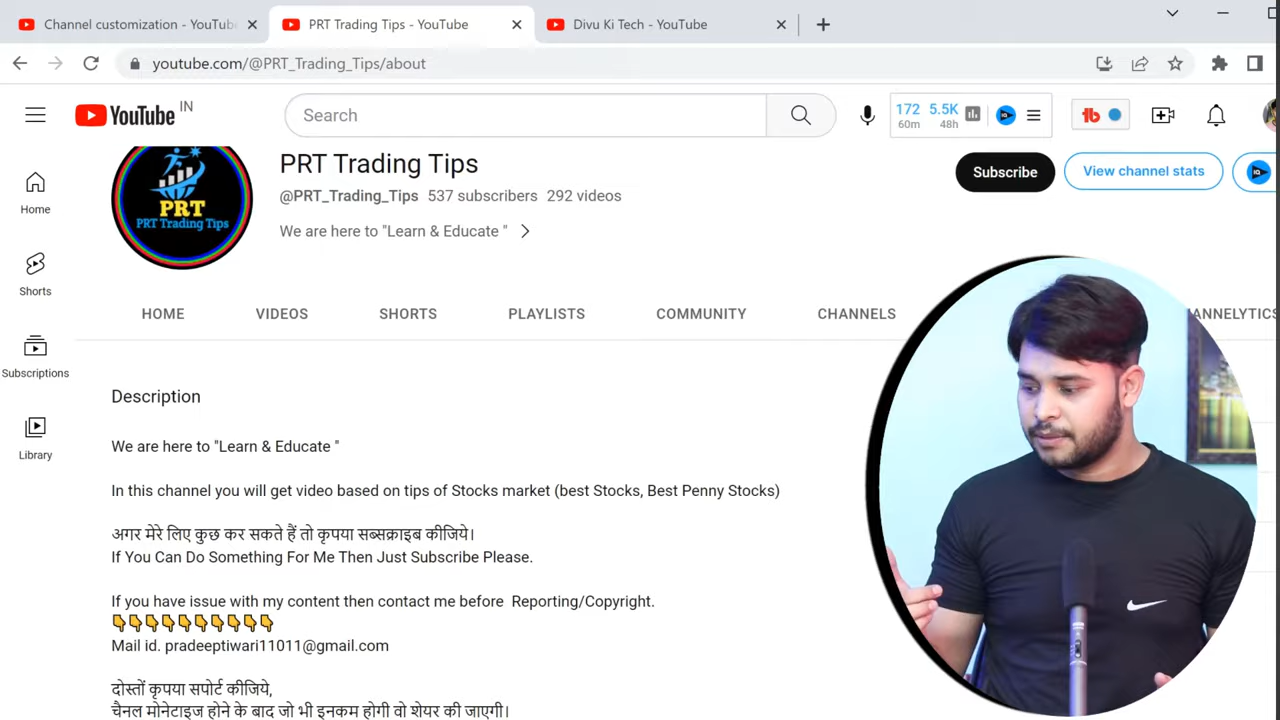 Channel customization - YouTube
PRT Trading Tips - YouTube
Divu Ki Tech - YouTube
youtube.com/@PRT_Trading_Tips/about
YouTube IN
Search
172 5.5K
60m 48h
PRT
PRT Trading Tips
PRT Trading Tips
@PRT_Trading_Tips 537 subscribers 292 videos
We are here to "Learn & Educate "
Subscribe
View channel stats
Home
Shorts
Subscriptions
Library
HOME VIDEOS SHORTS PLAYLISTS COMMUNITY CHANNELS ANNELYTICS
Description
We are here to "Learn & Educate "
In this channel you will get video based on tips of Stocks market (best Stocks, Best Penny Stocks)
अगर मेरे लिए कुछ कर सकते हैं तो कृपया सब्सक्राइब कीजिये।
If You Can Do Something For Me Then Just Subscribe Please.
If you have issue with my content then contact me before Reporting/Copyright.
👇👇👇👇👇👇👇👇👇👇
Mail id. pradeeptiwari11011@gmail.com
दोस्तों कृपया सपोर्ट कीजिये,
चैनल मोनेटाइज होने के बाद जो भी इनकम होगी वो शेयर की जाएगी।